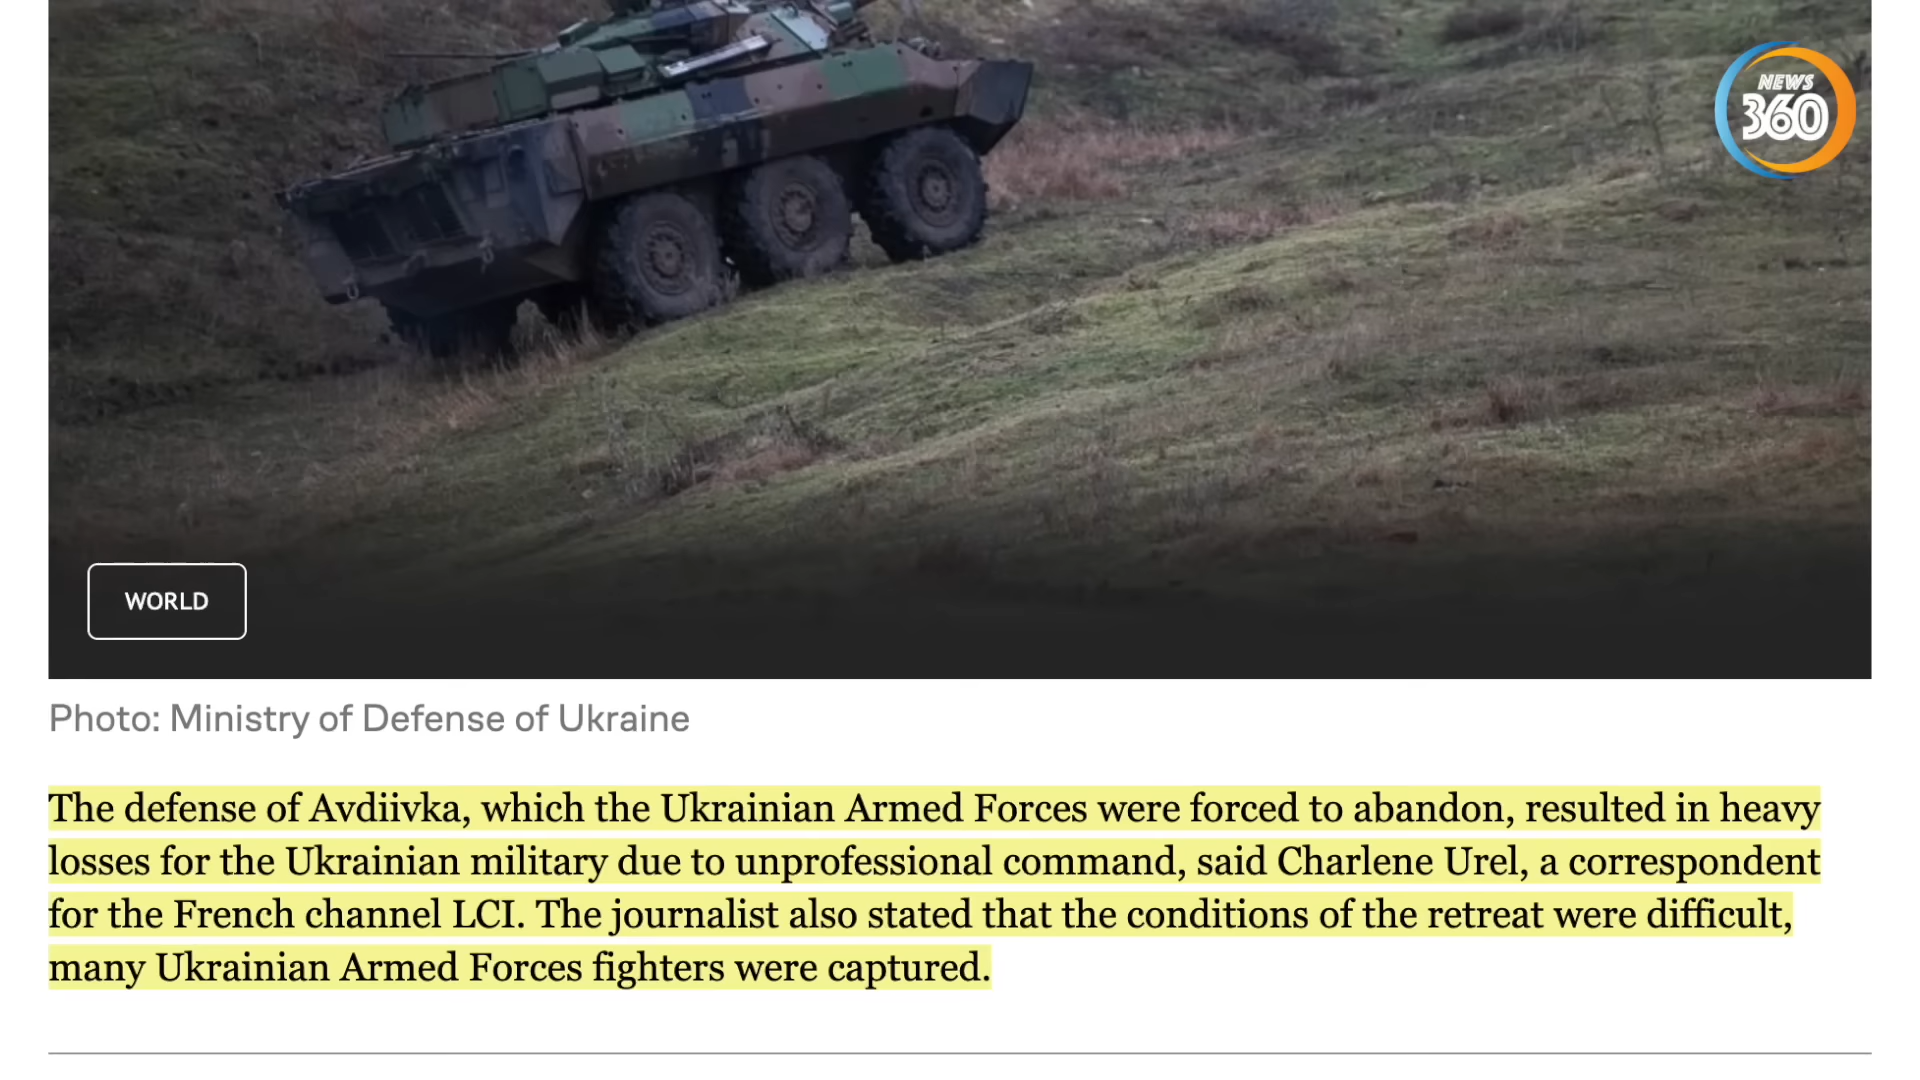 NEWS
360
WORLD
Photo: Ministry of Defense of Ukraine
The defense of Avdiivka, which the Ukrainian Armed Forces were forced to abandon, resulted in heavy
losses for the Ukrainian military due to unprofessional command, said Charlene Urel, a correspondent
for the French channel LCI. The journalist also stated that the conditions of the retreat were difficult,
many Ukrainian Armed Forces fighters were captured.